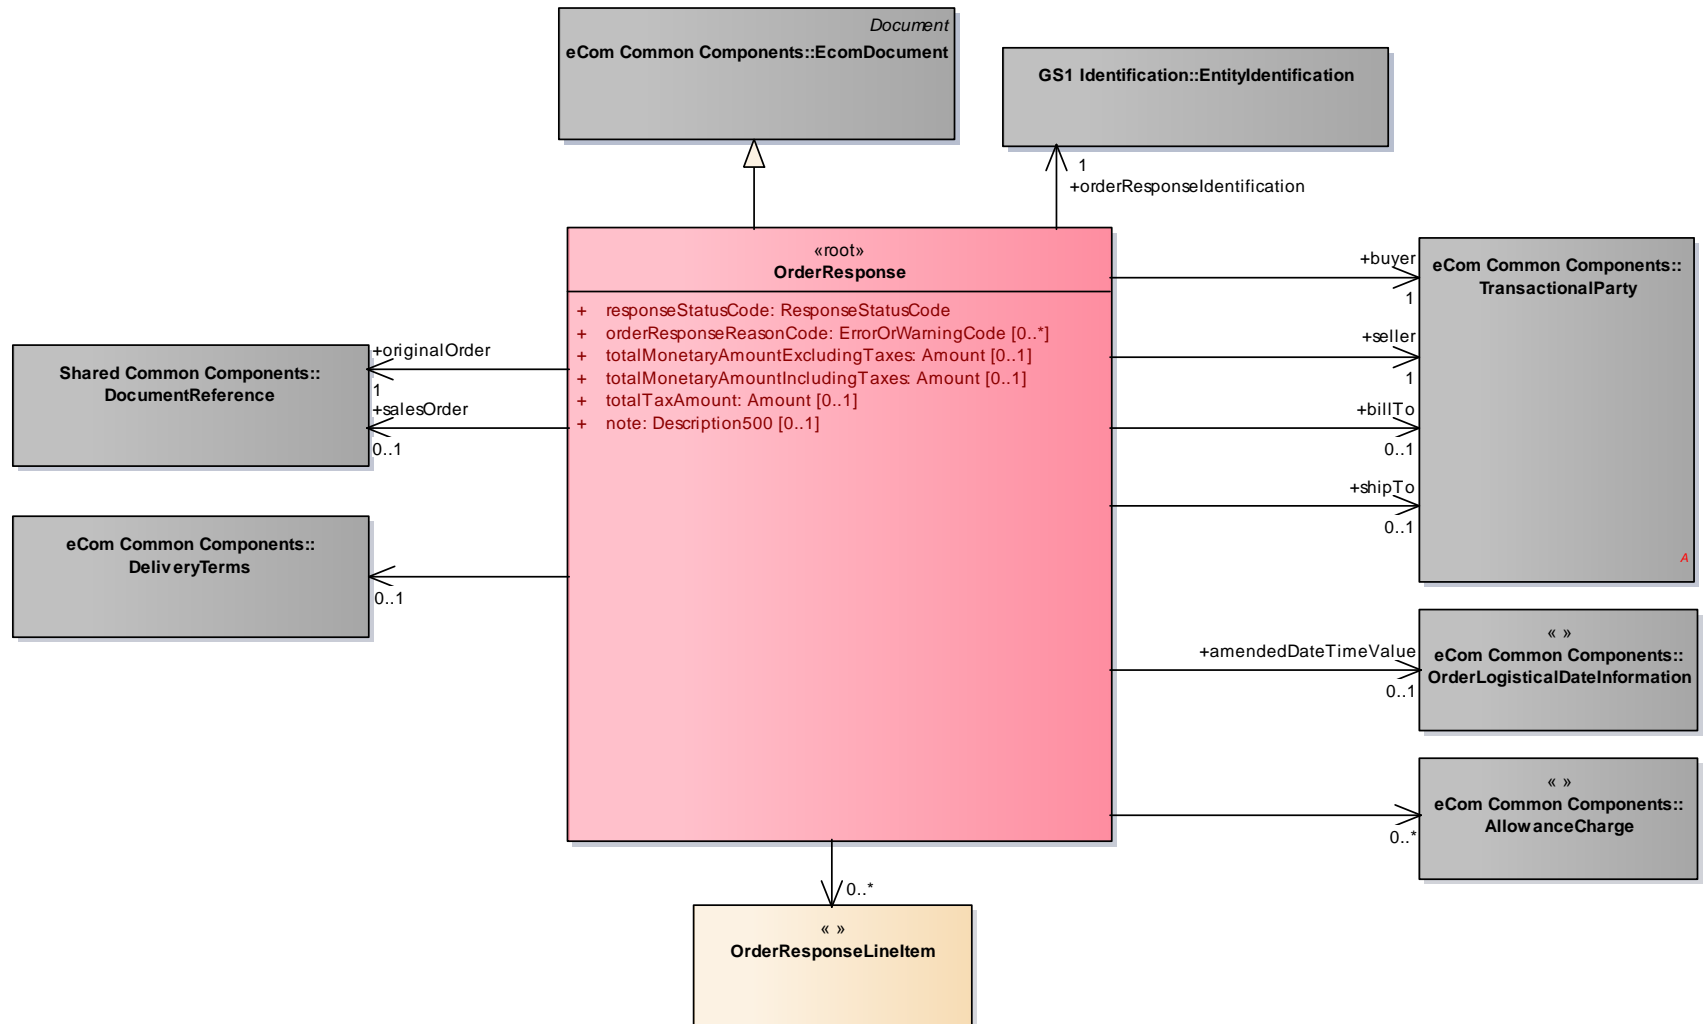 Document
eCom Common Components::EcomDocument
GS1 Identification::EntityIdentification
1
+orderResponseIdentification
«root»
OrderResponse
+ responseStatusCode: ResponseStatusCode
+ orderResponseReasonCode: ErrorOrWarningCode [0..*]
+ totalMonetaryAmountExcludingTaxes: Amount [0..1]
+ totalMonetaryAmountIncludingTaxes: Amount [0..1]
+ totalTaxAmount: Amount [0..1]
+ note: Description500 [0..1]
+originalOrder
1
+salesOrder
0..1
Shared Common Components::
DocumentReference
eCom Common Components::
DeliveryTerms
0..1
+buyer
1
+seller
1
+billTo
0..1
+shipTo
0..1
eCom Common Components::
TransactionalParty
A
+amendedDateTimeValue
0..1
« »
eCom Common Components::
OrderLogisticalDateInformation
0..*
« »
eCom Common Components::
AllowanceCharge
0..*
« »
OrderResponseLineItem